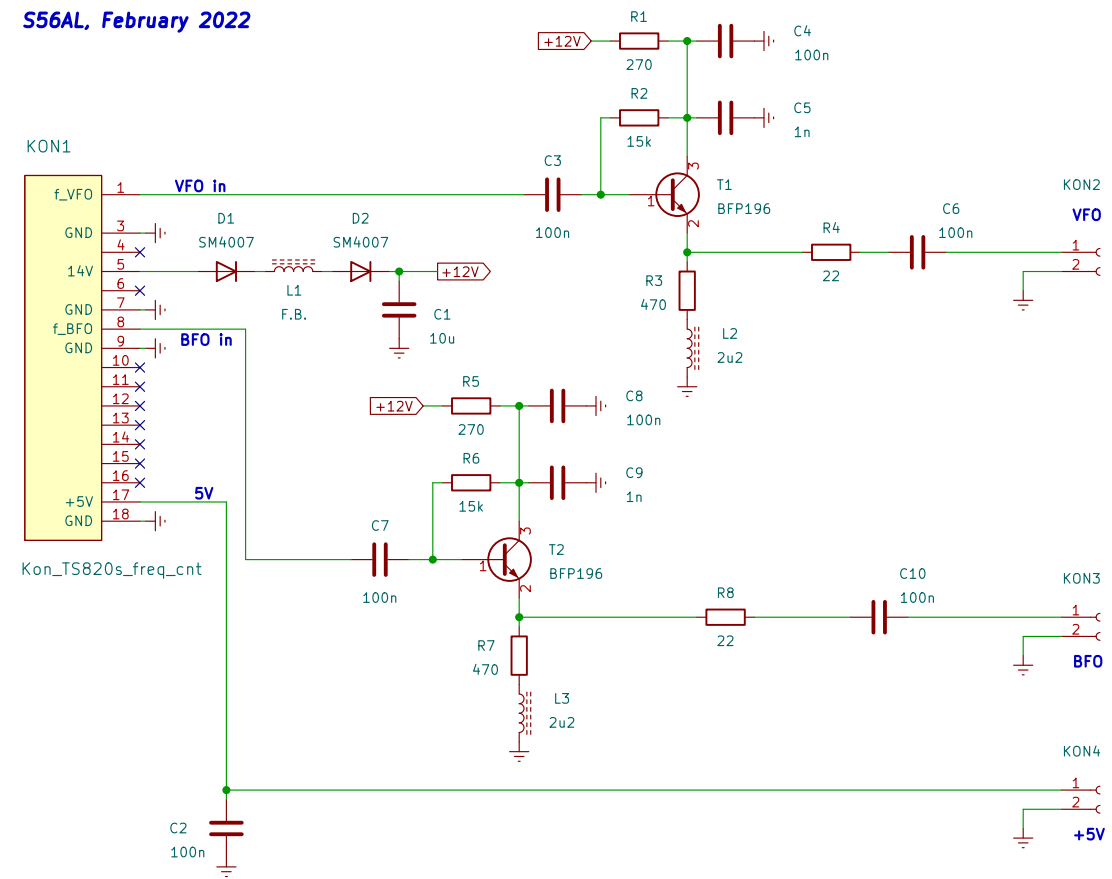 S56AL, February 2022
R1
+12V
270
C4
100n
R2
15k
C5
1n
KON1
f_VFO
1
VFO in
C3
100n
1
3
2
T1
BFP196
KON2
VFO
GND
3
4
14V
5
6
GND
7
f_BFO
8
GND
9
10
11
12
13
14
15
16
+5V
17
GND
18
Kon_TS820s_freq_cnt
D1
SM4007
L1
F.B.
D2
SM4007
+12V
C1
10u
BFO in
5V
R4
22
C6
100n
1
2
R3
470
L2
2u2
R5
+12V
270
C8
100n
R6
15k
C9
1n
C7
100n
1
3
2
T2
BFP196
R8
22
C10
100n
KON3
1
2
BFO
R7
470
L3
2u2
KON4
1
2
+5V
C2
100n